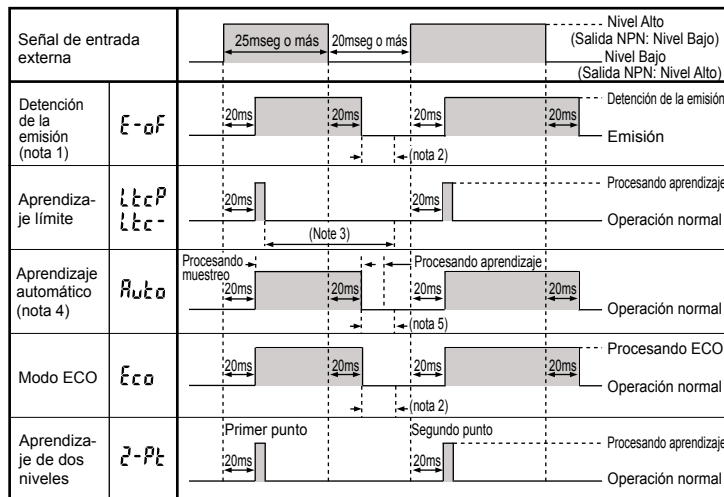 Señal de entrada
externa
25mseg o más
20mseg o más
Nivel Alto
(Salida NPN: Nivel Bajo)
Nivel Bajo
(Salida NPN: Nivel Alto)
Detención
de la
emisión
(nota 1)
E-oF
20ms
20ms
20ms
20ms
Detención de la emisión
Emisión
(nota 2)
Aprendiza-
je límite
LtcP
Ltc-
20ms
20ms
Procesando aprendizaje
Operación normal
(Note 3)
Aprendizaje
automático
(nota 4)
Auto
Procesando
muestreo
Procesando aprendizaje
20ms
20ms
20ms
20ms
Operación normal
(nota 5)
Modo ECO
Eco
20ms
20ms
20ms
20ms
Procesando ECO
Operación normal
(nota 2)
Aprendiza-
je de dos
niveles
2-Pt
Primer punto
Segundo punto
20ms
20ms
Procesando aprendizaje
Operación normal